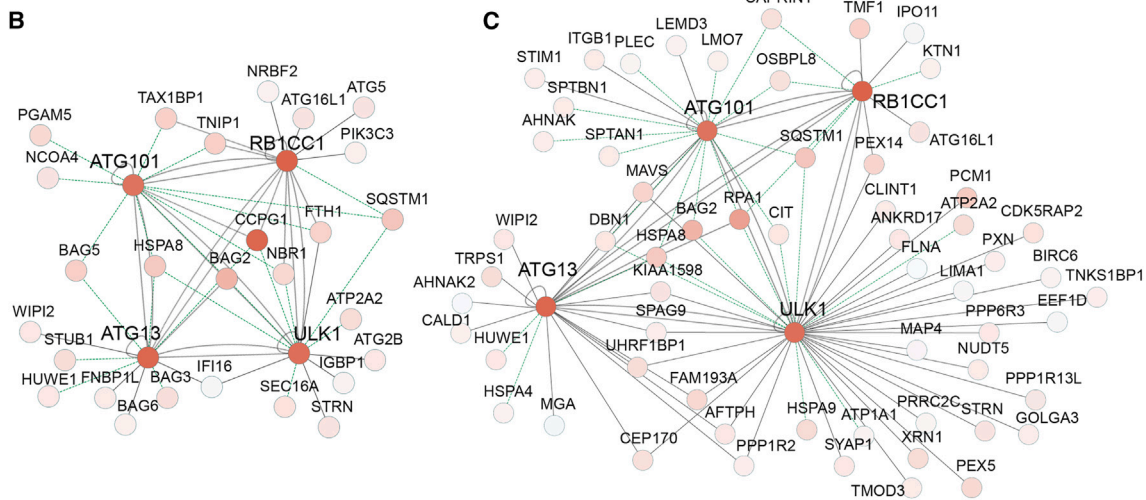 B
NRBF2
TAX1BP1
ATG16L1
ATG5
PGAM5
TNIP1
RB1CC1
PIK3C3
NCOA4
ATG101
SQSTM1
CCPG1
FTH1
BAG5
HSPA8
BAG2
NBR1
ATP2A2
WIPI2
ATG13
ULK1
STUB1
ATG2B
IFI16
IGBP1
HUWE1
FNBP1L
BAG3
SEC16A
BAG6
STRN
C
TMF1
IPO11
LEMD3
ITGB1
PLEC
LMO7
KTN1
STIM1
OSBPL8
SPTBN1
ATG101
RB1CC1
AHNAK
SPTAN1
SQSTM1
ATG16L1
PEX14
MAVS
PCM1
CLINT1
RPA1
ATP2A2
WIPI2
DBN1
BAG2
CIT
ANKRD17
CDK5RAP2
HSPA8
PXN
TRPS1
ATG13
KIAA1598
FLNA
BIRC6
AHNAK2
LIMA1
TNKS1BP1
CALD1
SPAG9
ULK1
PPP6R3
EEF1D
HUWE1
UHRF1BP1
MAP4
NUDT5
HSPA4
FAM193A
PPP1R13L
MGA
AFTPH
HSPA9
ATP1A1
PRRC2C
STRN
GOLGA3
CEP170
PPP1R2
SYAP1
XRN1
TMOD3
PEX5